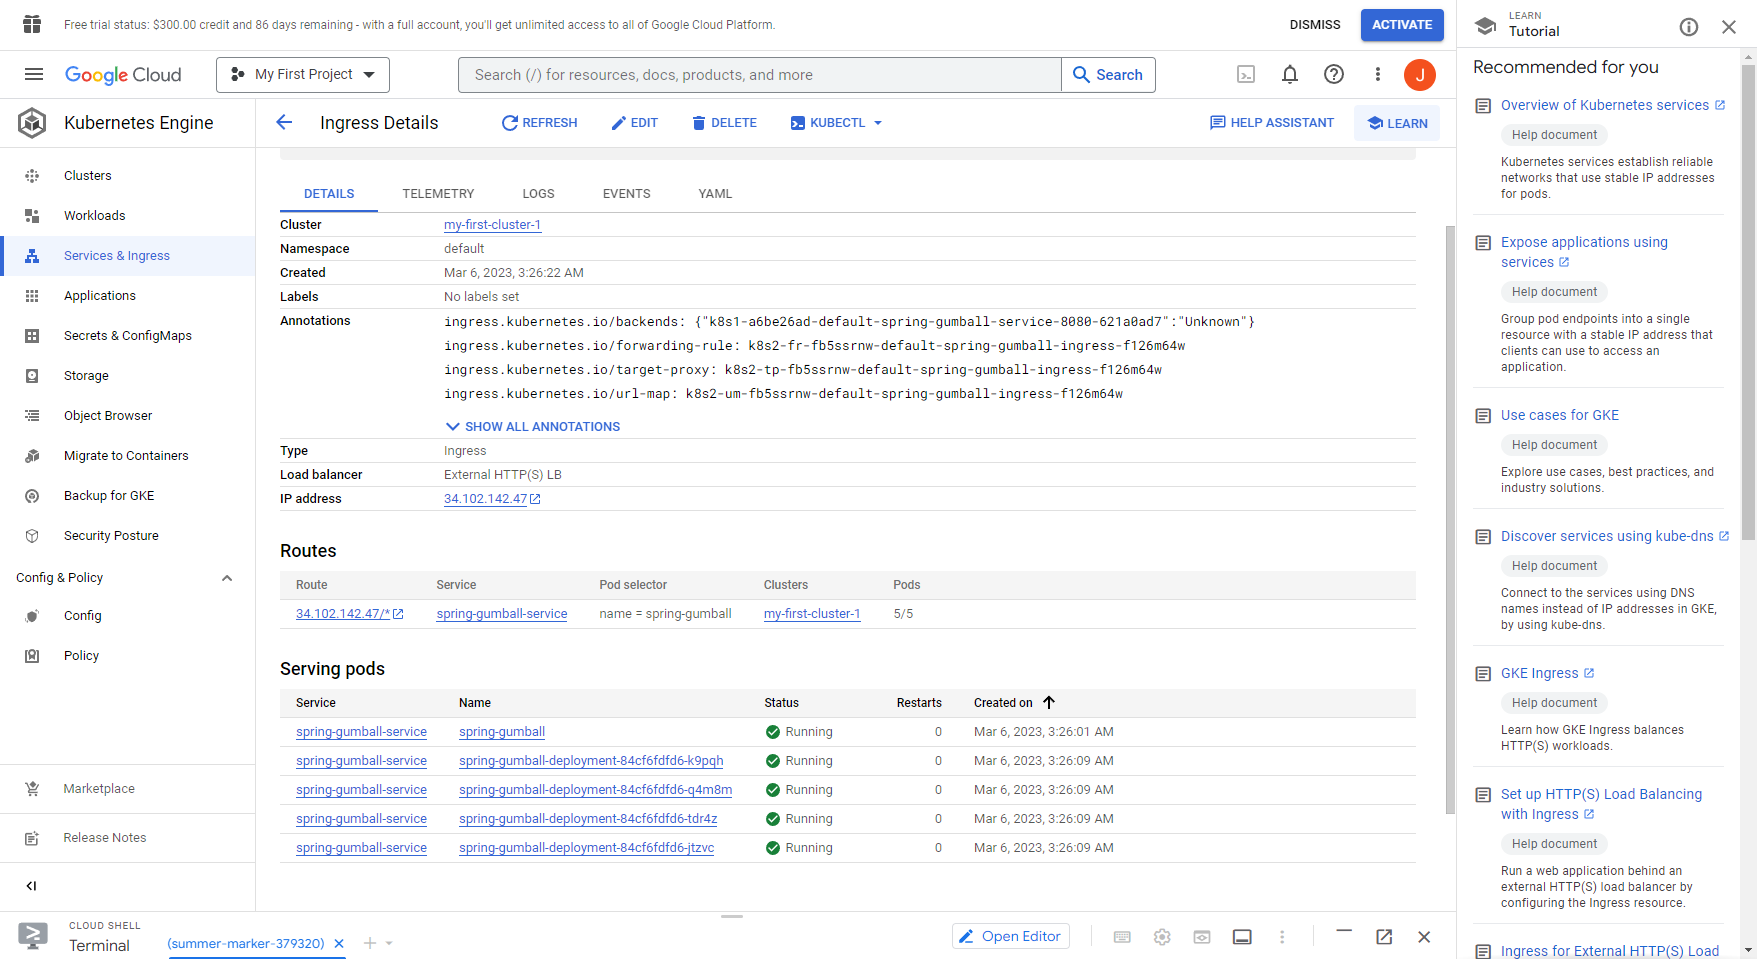 Free trial status: $300.00 credit and 86 days remaining - with a full account, you'll get unlimited access to all of Google Cloud Platform.
DISMISS
ACTIVATE
Google Cloud
My First Project
Search (/) for resources, docs, products, and more
Search
J
Kubernetes Engine
Ingress Details
REFRESH
EDIT
DELETE
KUBECTL
HELP ASSISTANT
LEARN
Clusters
Workloads
Services & Ingress
Applications
Secrets & ConfigMaps
Storage
Object Browser
Migrate to Containers
Backup for GKE
Security Posture
Config & Policy
Config
Policy
Marketplace
Release Notes
DETAILS
TELEMETRY
LOGS
EVENTS
YAML
Cluster my-first-cluster-1
Namespace default
Created Mar 6, 2023, 3:26:22 AM
Labels No labels set
Annotations ingress.kubernetes.io/backends: {"k8s1-a6be26ad-default-spring-gumball-service-8080-621a0ad7":"Unknown"}
ingress.kubernetes.io/forwarding-rule: k8s2-fr-fb5ssrnw-default-spring-gumball-ingress-f126m64w
ingress.kubernetes.io/target-proxy: k8s2-tp-fb5ssrnw-default-spring-gumball-ingress-f126m64w
ingress.kubernetes.io/url-map: k8s2-um-fb5ssrnw-default-spring-gumball-ingress-f126m64w
SHOW ALL ANNOTATIONS
Type Ingress
Load balancer External HTTP(S) LB
IP address 34.102.142.47
Routes
Route Service Pod selector Clusters Pods
34.102.142.47/* spring-gumball-service name = spring-gumball my-first-cluster-1 5/5
Serving pods
Service Name Status Restarts Created on
spring-gumball-service spring-gumball Running 0 Mar 6, 2023, 3:26:01 AM
spring-gumball-service spring-gumball-deployment-84cf6fdfd6-k9pqh Running 0 Mar 6, 2023, 3:26:09 AM
spring-gumball-service spring-gumball-deployment-84cf6fdfd6-q4m8m Running 0 Mar 6, 2023, 3:26:09 AM
spring-gumball-service spring-gumball-deployment-84cf6fdfd6-tdr4z Running 0 Mar 6, 2023, 3:26:09 AM
spring-gumball-service spring-gumball-deployment-84cf6fdfd6-jtzvc Running 0 Mar 6, 2023, 3:26:09 AM
CLOUD SHELL
Terminal
(summer-marker-379320)
Open Editor
LEARN
Tutorial
Recommended for you
Overview of Kubernetes services
Help document
Kubernetes services establish reliable
networks that use stable IP addresses
for pods.
Expose applications using
services
Help document
Group pod endpoints into a single
resource with a stable IP address that
clients can use to access an
application.
Use cases for GKE
Help document
Explore use cases, best practices, and
industry solutions.
Discover services using kube-dns
Help document
Connect to the services using DNS
names instead of IP addresses in GKE,
by using kube-dns.
GKE Ingress
Help document
Learn how GKE Ingress balances
HTTP(S) workloads.
Set up HTTP(S) Load Balancing
with Ingress
Help document
Run a web application behind an
external HTTP(S) load balancer by
configuring the Ingress resource.
Ingress for External HTTP(S) Load